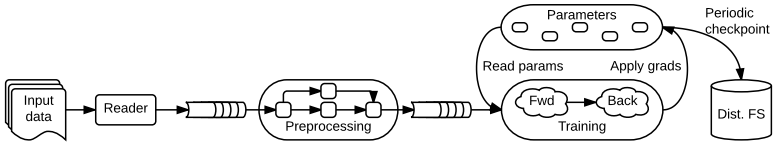 Parameters
Periodic
checkpoint
Read params
Apply grads
Input
data
Reader
Preprocessing
Fwd
Back
Training
Dist. FS